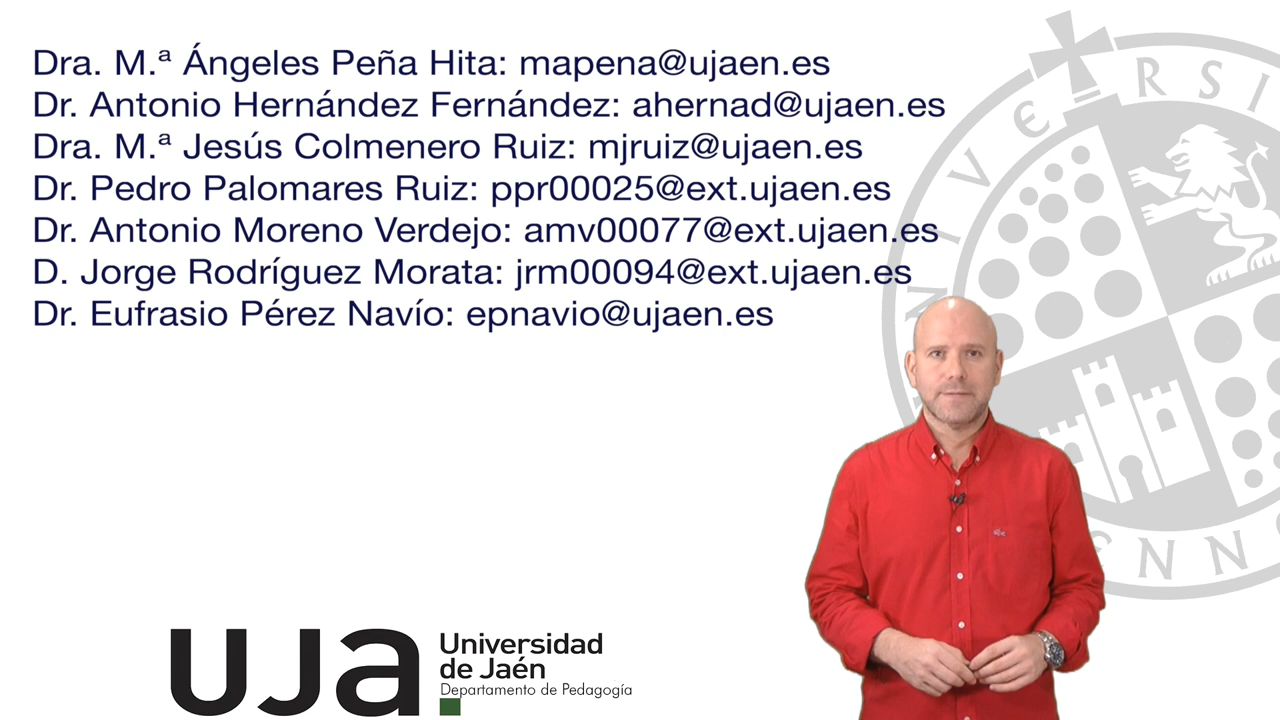 Dra. M.ª Ángeles Peña Hita: mapena@ujaen.es
Dr. Antonio Hernández Fernández: ahernad@ujaen.es
Dra. M.ª Jesús Colmenero Ruiz: mjruiz@ujaen.es
Dr. Pedro Palomares Ruiz: ppr00025@ext.ujaen.es
Dr. Antonio Moreno Verdejo: amv00077@ext.ujaen.es
D. Jorge Rodríguez Morata: jrm00094@ext.ujaen.es
Dr. Eufrasio Pérez Navío: epnavio@ujaen.es
uja.
Universidad
de Jaén
Departamento de Pedagogía